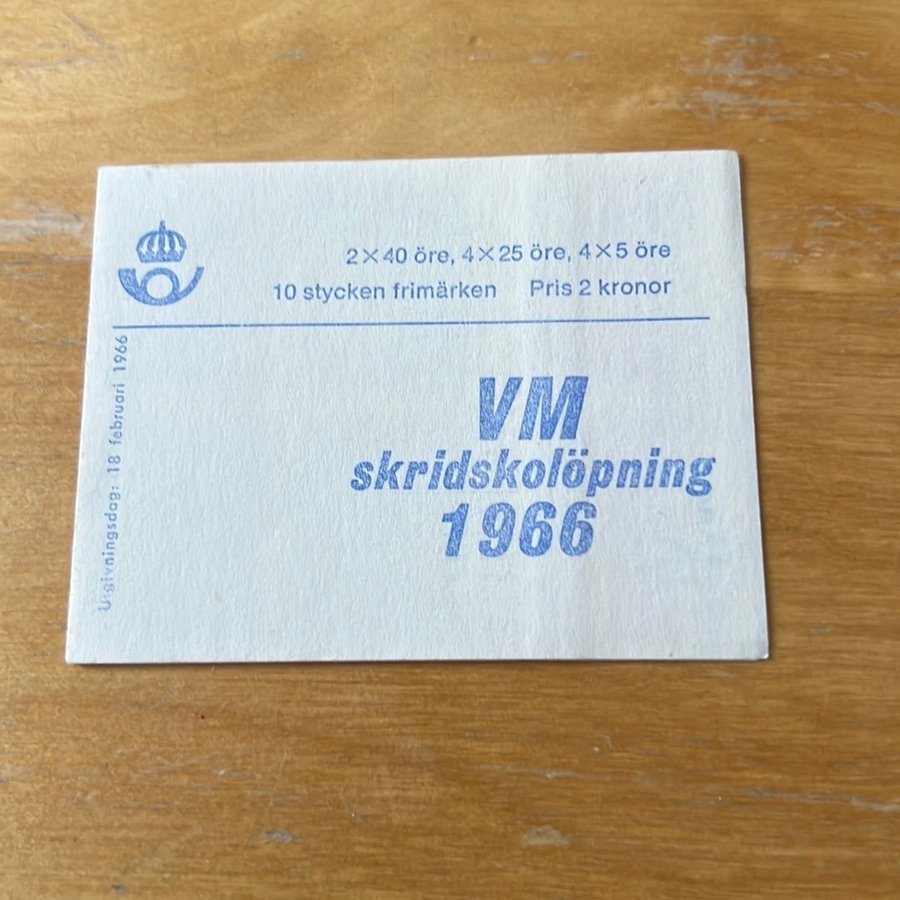 2×40 öre, 4×25 öre, 4×5 öre
10 stycken frimärken Pris 2 kronor
Utgivningsdag: 18 februari 1966
VM
skridskolöpning
1966